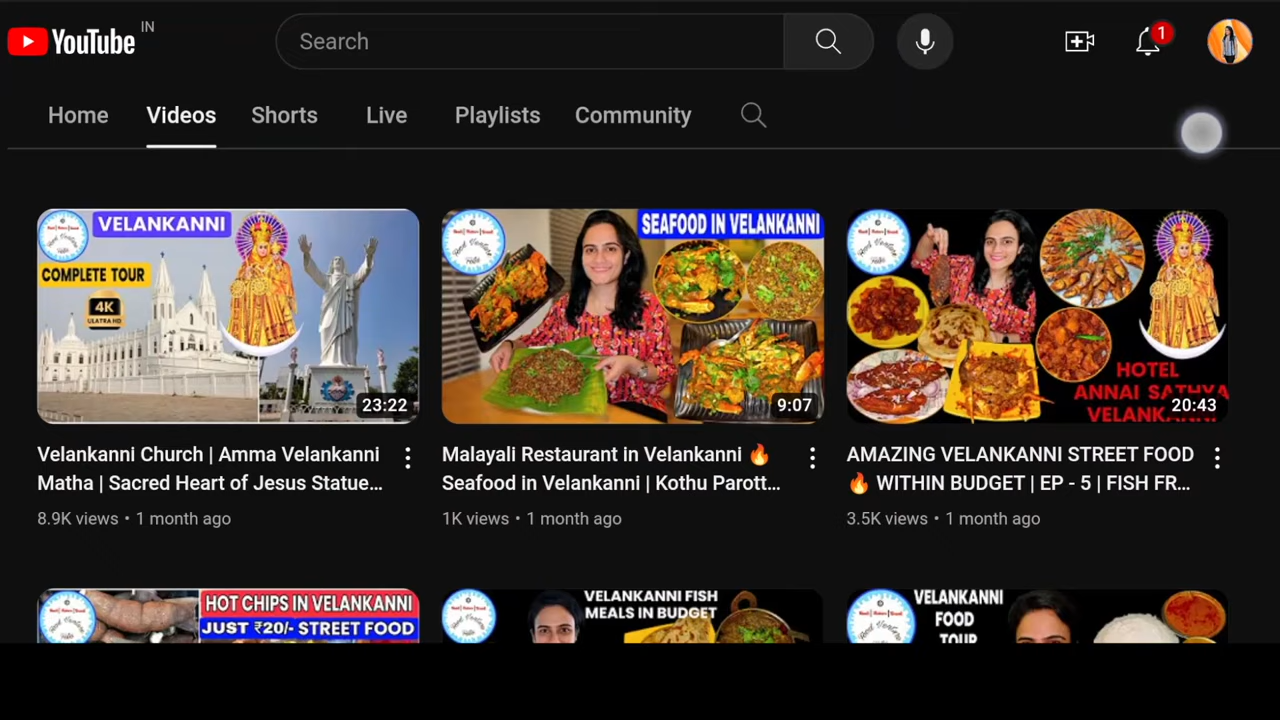 YouTube IN
Search
1
Home Videos Shorts Live Playlists Community
VELANKANNI
COMPLETE TOUR
4K
ULATRA HD
23:22
SEAFOOD IN VELANKANNI
9:07
HOTEL
ANNAI SATHYA
VELANKANNI
20:43
Velankanni Church | Amma Velankanni
Matha | Sacred Heart of Jesus Statue...
8.9K views • 1 month ago
Malayali Restaurant in Velankanni 🔥
Seafood in Velankanni | Kothu Parott...
1K views • 1 month ago
AMAZING VELANKANNI STREET FOOD
🔥 WITHIN BUDGET | EP - 5 | FISH FR...
3.5K views • 1 month ago
HOT CHIPS IN VELANKANNI
JUST ₹20/- STREET FOOD
VELANKANNI FISH
MEALS IN BUDGET
VELANKANNI
FOOD
TOUR